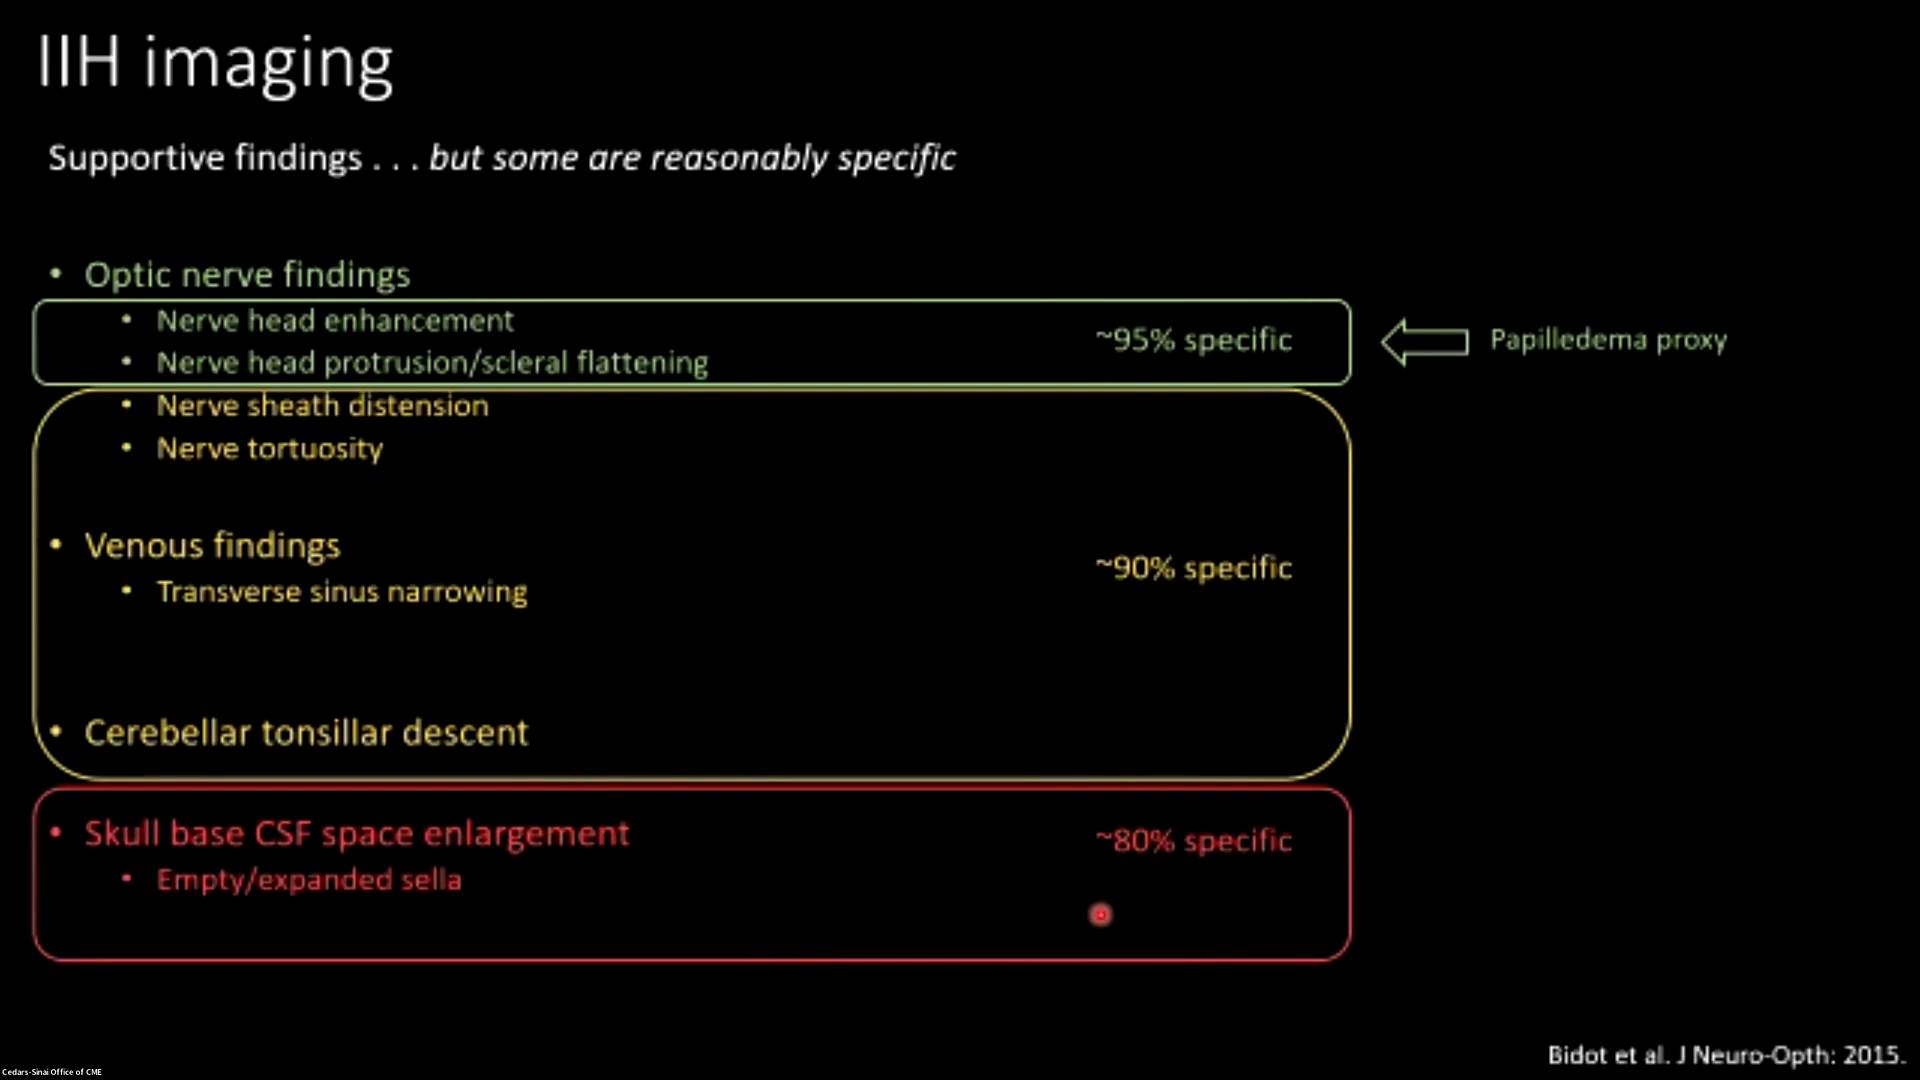 IIH imaging
Supportive findings . . . but some are reasonably specific
• Optic nerve findings
• Nerve head enhancement
• Nerve head protrusion/scleral flattening
~95% specific
Papilledema proxy
• Nerve sheath distension
• Nerve tortuosity
• Venous findings
~90% specific
• Transverse sinus narrowing
• Cerebellar tonsillar descent
• Skull base CSF space enlargement
~80% specific
• Empty/expanded sella
Bidot et al. J Neuro-Opth: 2015.
Cedars-Sinai Office of CME